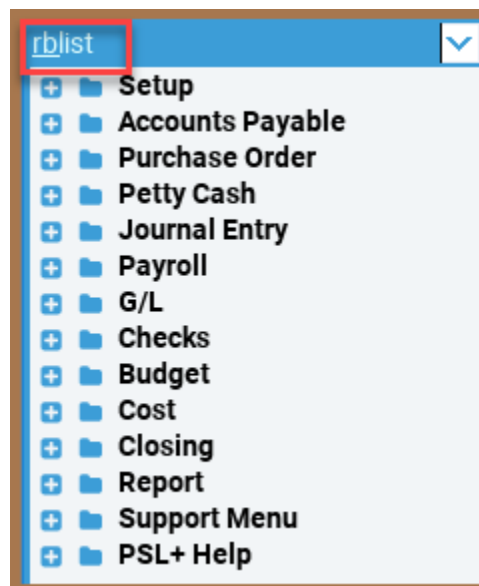 rblist
Setup
Accounts Payable
Purchase Order
Petty Cash
Journal Entry
Payroll
G/L
Checks
Budget
Cost
Closing
Report
Support Menu
PSL+ Help